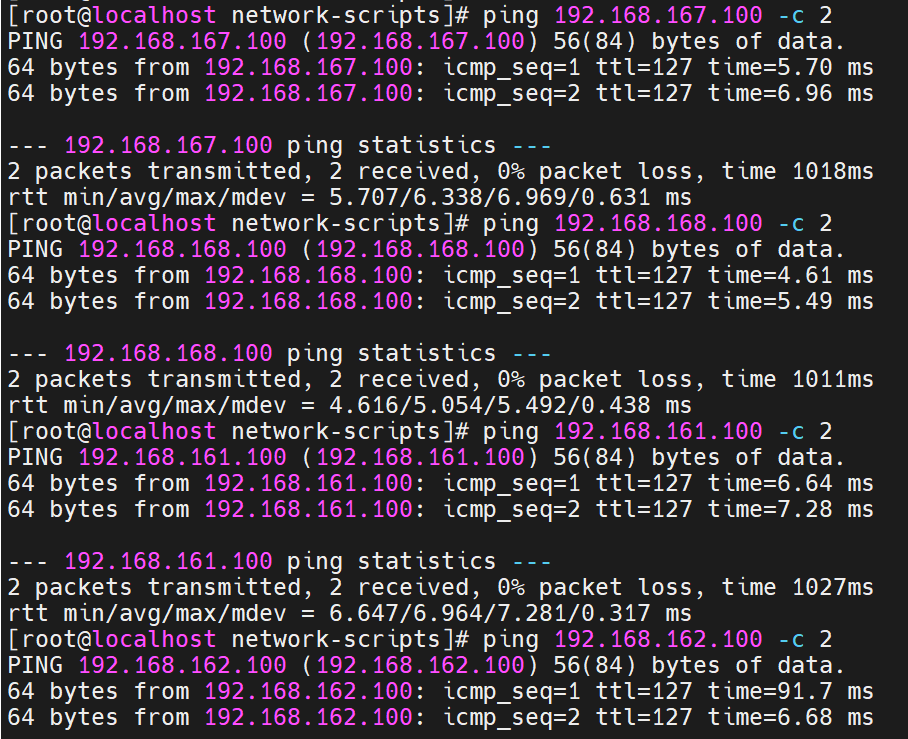 [root@localhost network-scripts]# ping 192.168.167.100 -c 2
PING 192.168.167.100 (192.168.167.100) 56(84) bytes of data.
64 bytes from 192.168.167.100: icmp_seq=1 ttl=127 time=5.70 ms
64 bytes from 192.168.167.100: icmp_seq=2 ttl=127 time=6.96 ms

--- 192.168.167.100 ping statistics ---
2 packets transmitted, 2 received, 0% packet loss, time 1018ms
rtt min/avg/max/mdev = 5.707/6.338/6.969/0.631 ms
[root@localhost network-scripts]# ping 192.168.168.100 -c 2
PING 192.168.168.100 (192.168.168.100) 56(84) bytes of data.
64 bytes from 192.168.168.100: icmp_seq=1 ttl=127 time=4.61 ms
64 bytes from 192.168.168.100: icmp_seq=2 ttl=127 time=5.49 ms

--- 192.168.168.100 ping statistics ---
2 packets transmitted, 2 received, 0% packet loss, time 1011ms
rtt min/avg/max/mdev = 4.616/5.054/5.492/0.438 ms
[root@localhost network-scripts]# ping 192.168.161.100 -c 2
PING 192.168.161.100 (192.168.161.100) 56(84) bytes of data.
64 bytes from 192.168.161.100: icmp_seq=1 ttl=127 time=6.64 ms
64 bytes from 192.168.161.100: icmp_seq=2 ttl=127 time=7.28 ms

--- 192.168.161.100 ping statistics ---
2 packets transmitted, 2 received, 0% packet loss, time 1027ms
rtt min/avg/max/mdev = 6.647/6.964/7.281/0.317 ms
[root@localhost network-scripts]# ping 192.168.162.100 -c 2
PING 192.168.162.100 (192.168.162.100) 56(84) bytes of data.
64 bytes from 192.168.162.100: icmp_seq=1 ttl=127 time=91.7 ms
64 bytes from 192.168.162.100: icmp_seq=2 ttl=127 time=6.68 ms